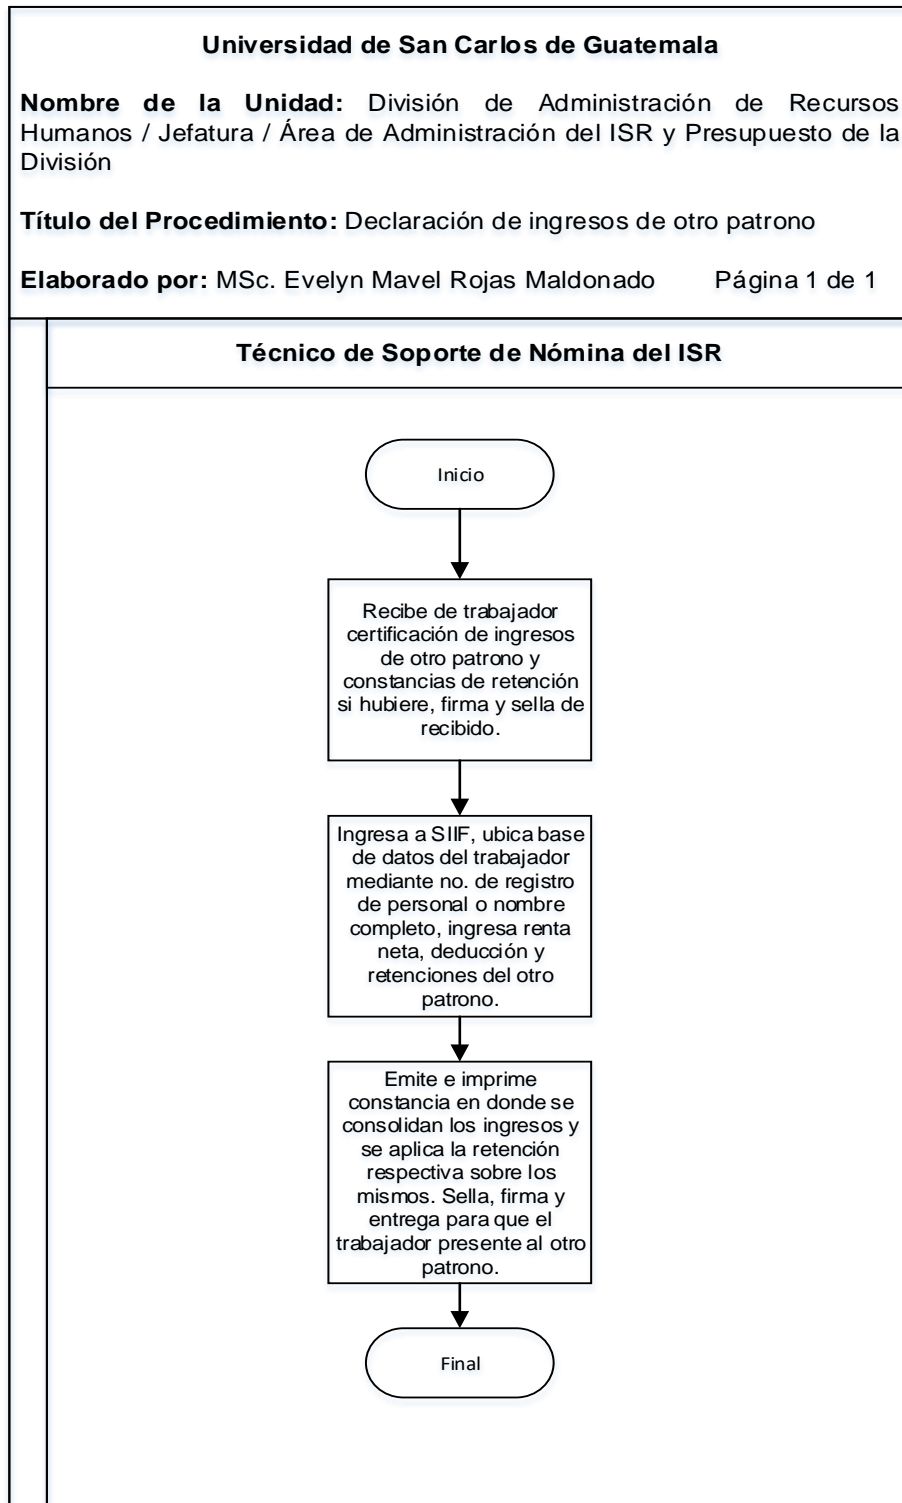 Universidad de San Carlos de Guatemala
Nombre de la Unidad: División de Administración de Recursos
Humanos / Jefatura / Área de Administración del ISR y Presupuesto de la
División
Título del Procedimiento: Declaración de ingresos de otro patrono
Elaborado por: MSc. Evelyn Mavel Rojas Maldonado Página 1 de 1
Técnico de Soporte de Nómina del ISR
Inicio
Recibe de trabajador
certificación de ingresos
de otro patrono y
constancias de retención
si hubiere, firma y sella de
recibido.
Ingresa a SIIF, ubica base
de datos del trabajador
mediante no. de registro
de personal o nombre
completo, ingresa renta
neta, deducción y
retenciones del otro
patrono.
Emite e imprime
constancia en donde se
consolidan los ingresos y
se aplica la retención
respectiva sobre los
mismos. Sella, firma y
entrega para que el
trabajador presente al otro
patrono.
Final